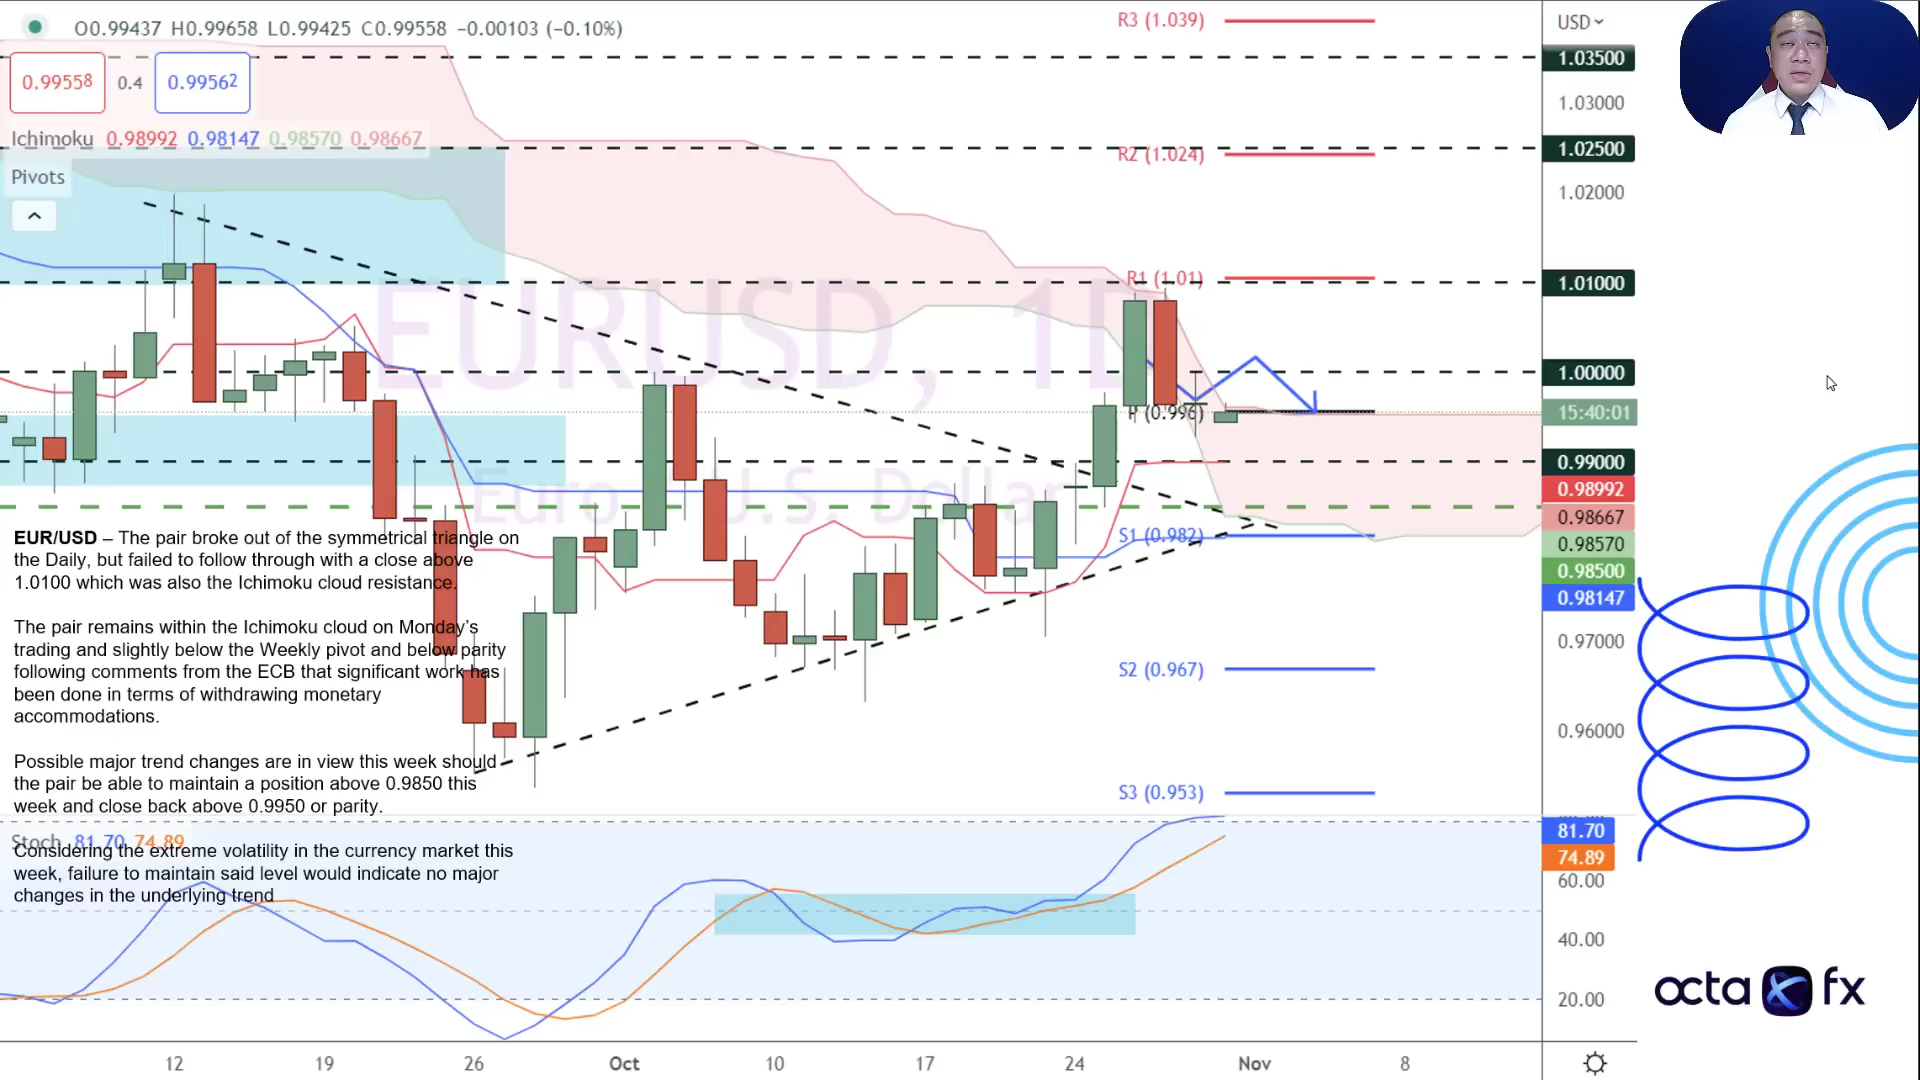 O0.99437 H0.99658 L0.99425 C0.99558 −0.00103 (−0.10%)
0.99558 0.4 0.99562
Ichimoku 0.98992 0.98147 0.98570 0.98667
Pivots
EURUSD, 1D
Euro / U.S. Dollar
R3 (1.039)
R2 (1.024)
R1 (1.01)
P (0.996)
S1 (0.982)
S2 (0.967)
S3 (0.953)
EUR/USD – The pair broke out of the symmetrical triangle on
the Daily, but failed to follow through with a close above
1.0100 which was also the Ichimoku cloud resistance.
The pair remains within the Ichimoku cloud on Monday’s
trading and slightly below the Weekly pivot and below parity
following comments from the ECB that significant work has
been done in terms of withdrawing monetary
accommodations.
Possible major trend changes are in view this week should
the pair be able to maintain a position above 0.9850 this
week and close back above 0.9950 or parity.
Stoch 81.70 74.89
Considering the extreme volatility in the currency market this
week, failure to maintain said level would indicate no major
changes in the underlying trend
USD
1.03500
1.03000
1.02500
1.02000
1.01000
1.00000
15:40:01
0.99000
0.98992
0.98667
0.98570
0.98500
0.98147
0.97000
0.96000
81.70
74.89
60.00
40.00
20.00
12 19 26 Oct 10 17 24 Nov 8
octa fx